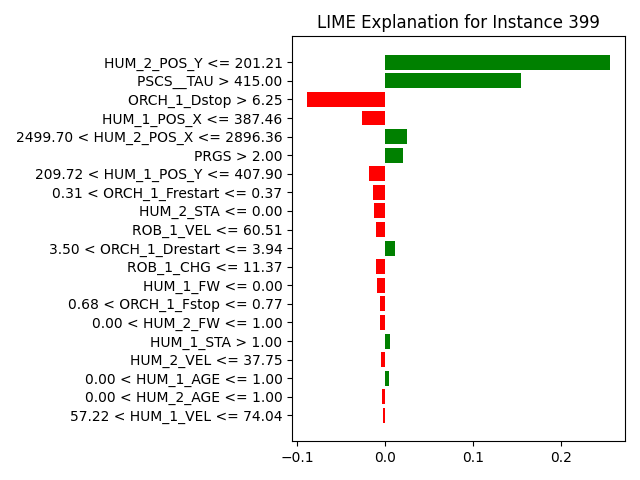 LIME Explanation for Instance 399
HUM_2_POS_Y <= 201.21
PSCS__TAU > 415.00
ORCH_1_Dstop > 6.25
HUM_1_POS_X <= 387.46
2499.70 < HUM_2_POS_X <= 2896.36
PRGS > 2.00
209.72 < HUM_1_POS_Y <= 407.90
0.31 < ORCH_1_Frestart <= 0.37
HUM_2_STA <= 0.00
ROB_1_VEL <= 60.51
3.50 < ORCH_1_Drestart <= 3.94
ROB_1_CHG <= 11.37
HUM_1_FW <= 0.00
0.68 < ORCH_1_Fstop <= 0.77
0.00 < HUM_2_FW <= 1.00
HUM_1_STA > 1.00
HUM_2_VEL <= 37.75
0.00 < HUM_1_AGE <= 1.00
0.00 < HUM_2_AGE <= 1.00
57.22 < HUM_1_VEL <= 74.04
−0.1 0.0 0.1 0.2